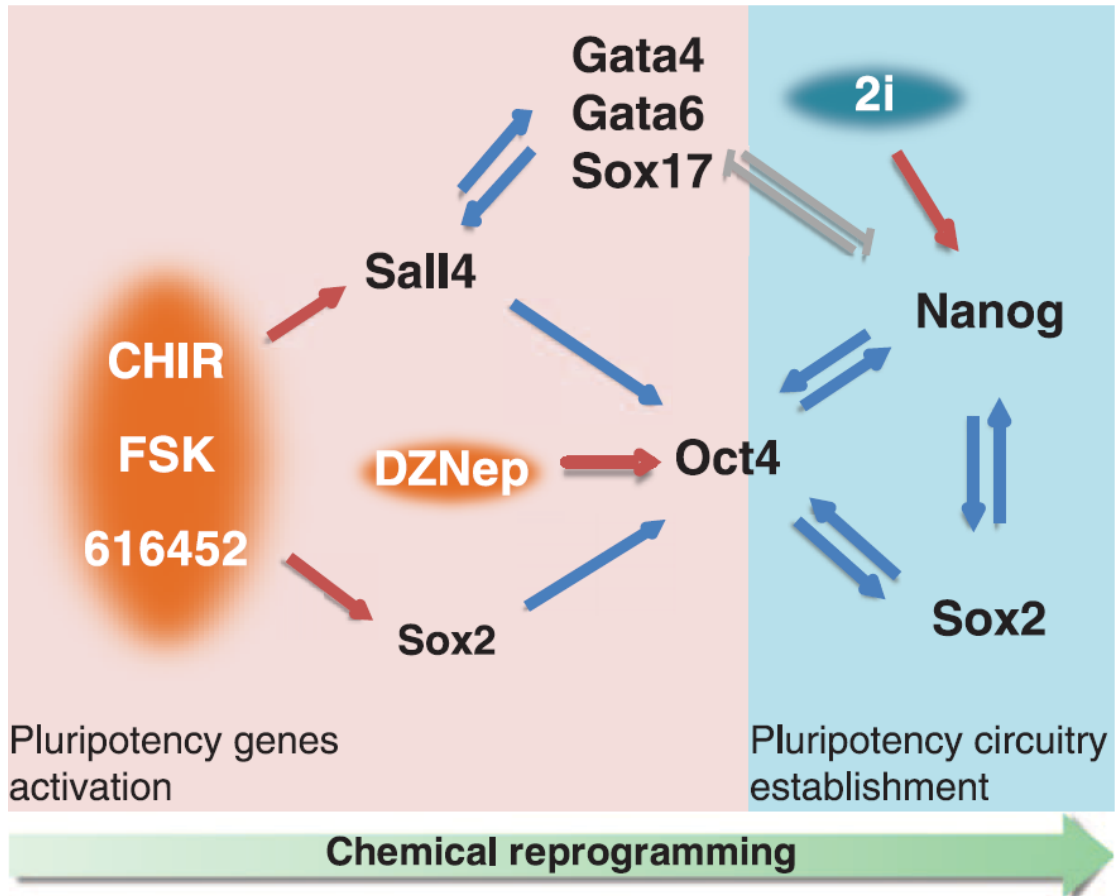 Gata4
Gata6
Sox17
2i
Sall4
Nanog
CHIR
FSK
616452
DZNep
Oct4
Sox2
Sox2
Pluripotency genes
activation
Pluripotency circuitry
establishment
Chemical reprogramming